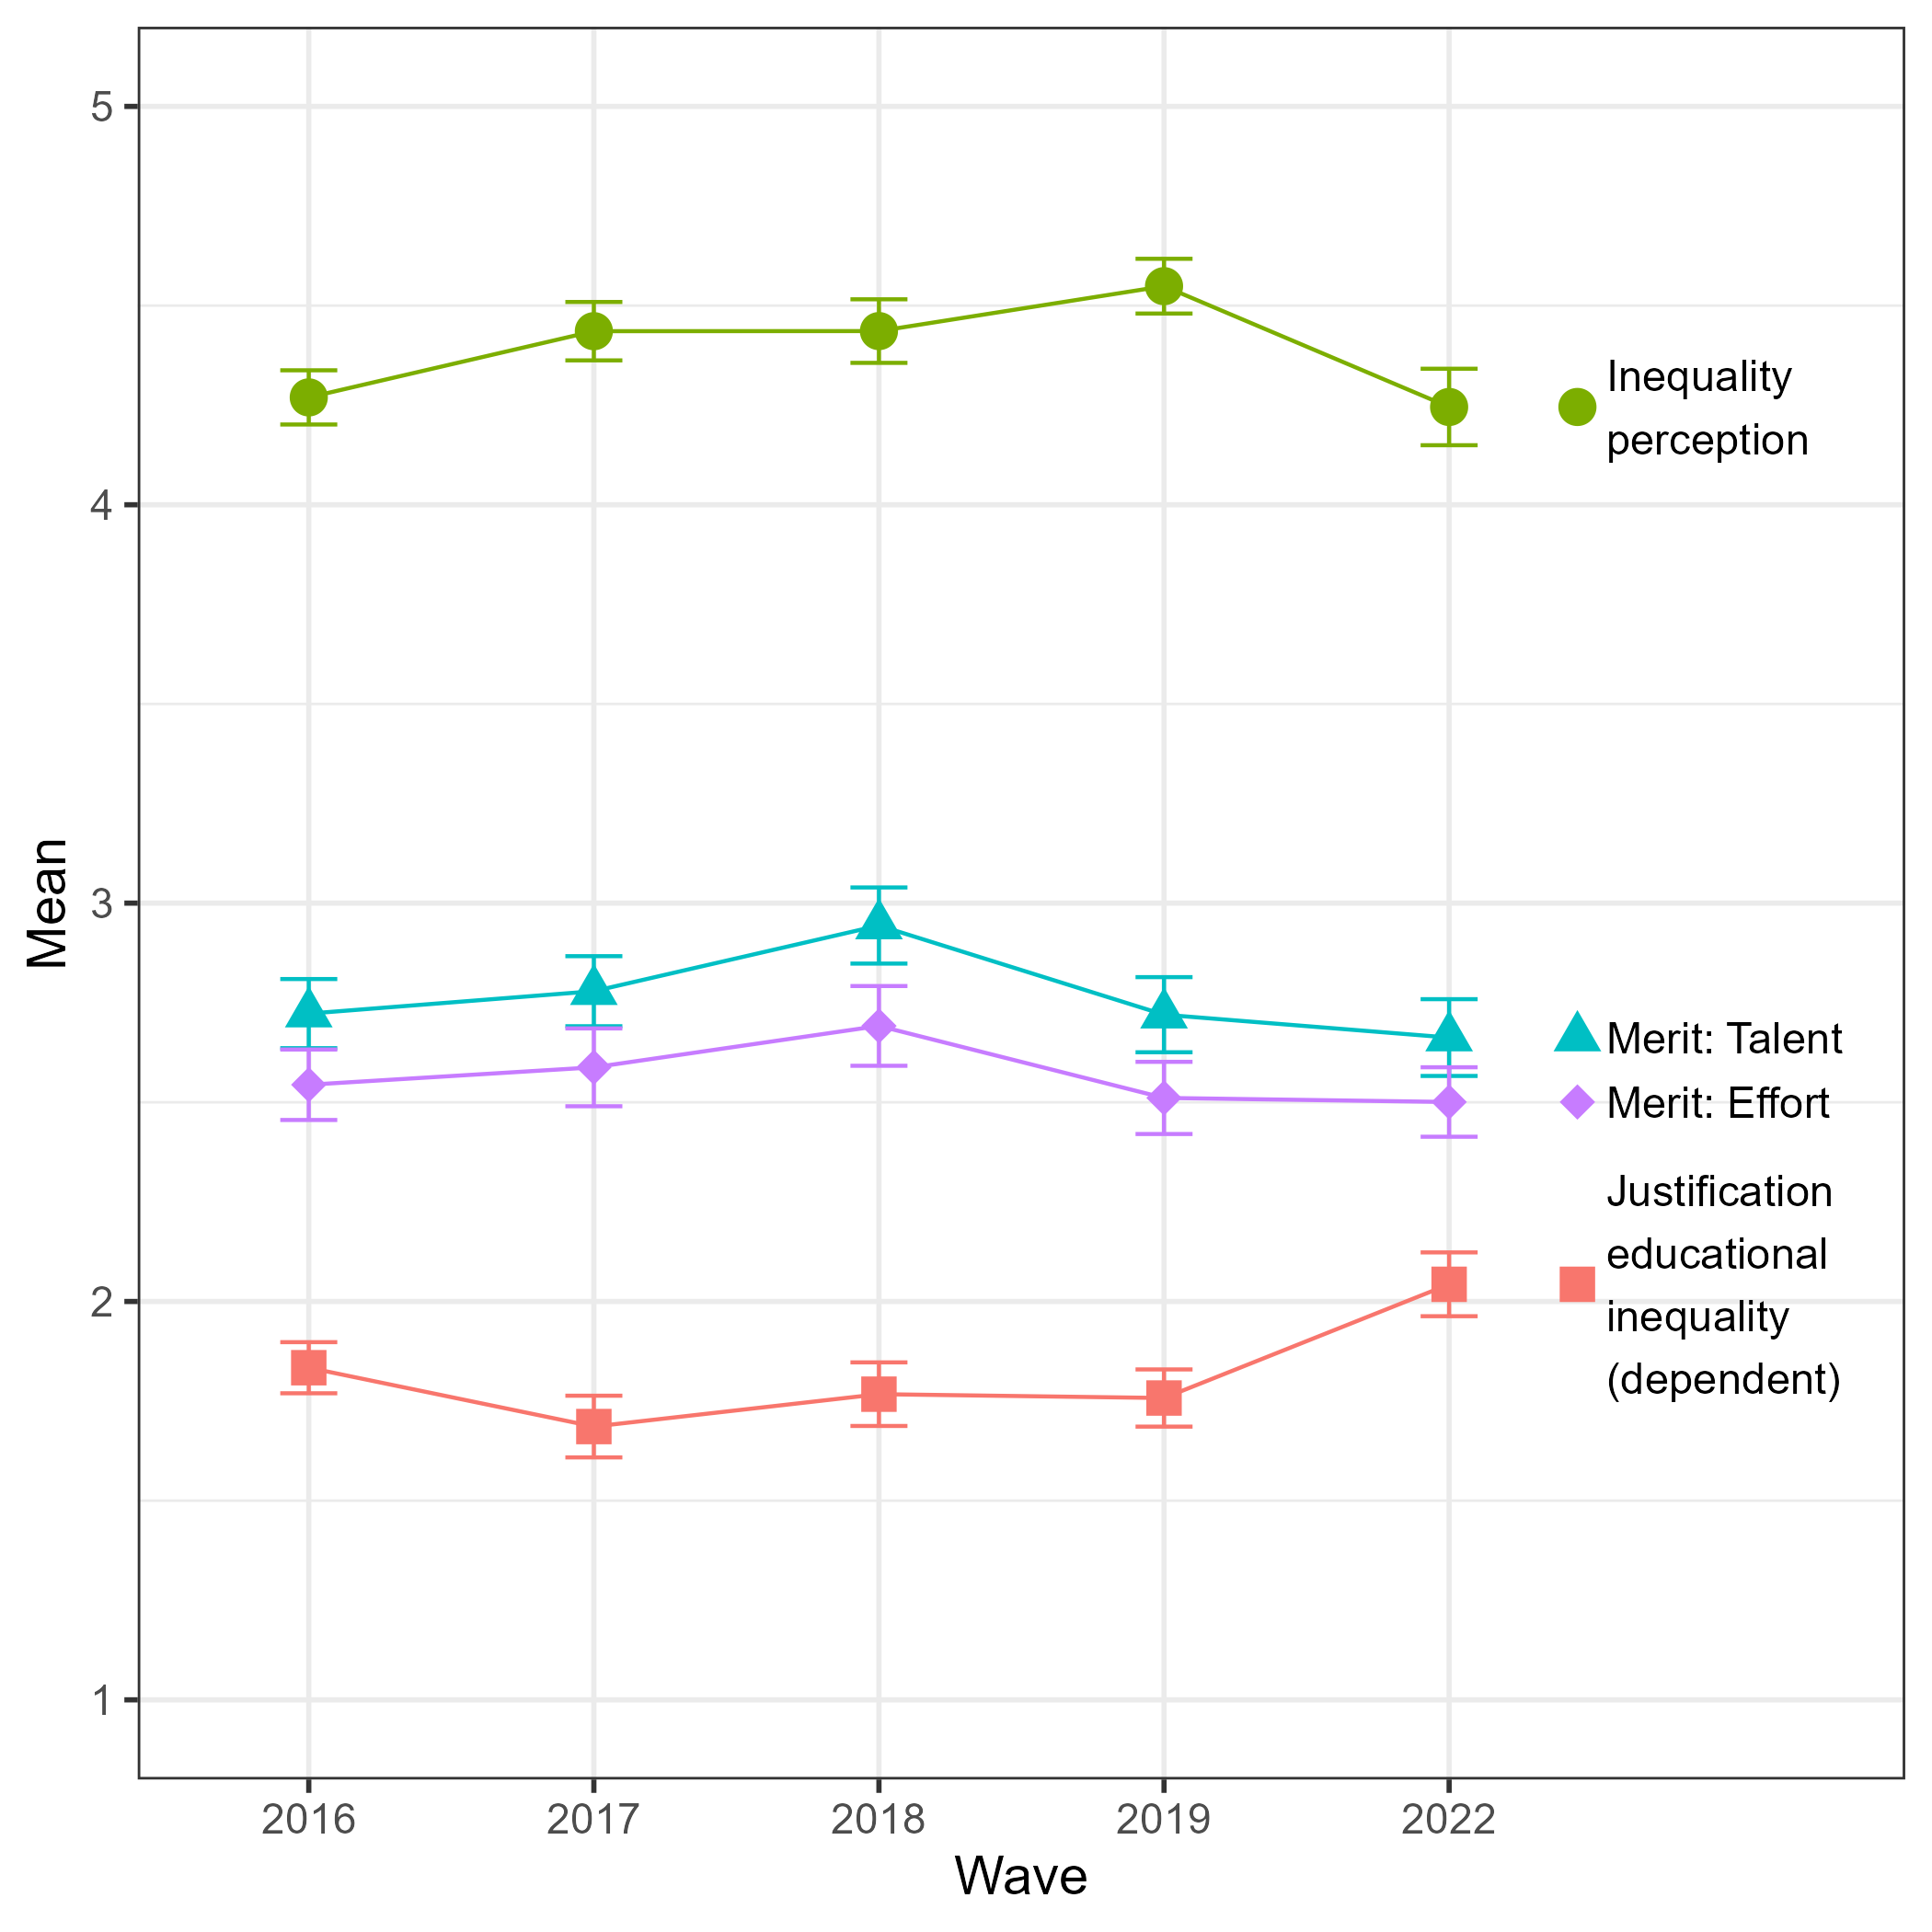 5
4
3
2
1
Mean
Inequality
perception
Merit: Talent
Merit: Effort
Justification
educational
inequality
(dependent)
2016 2017 2018 2019 2022
Wave